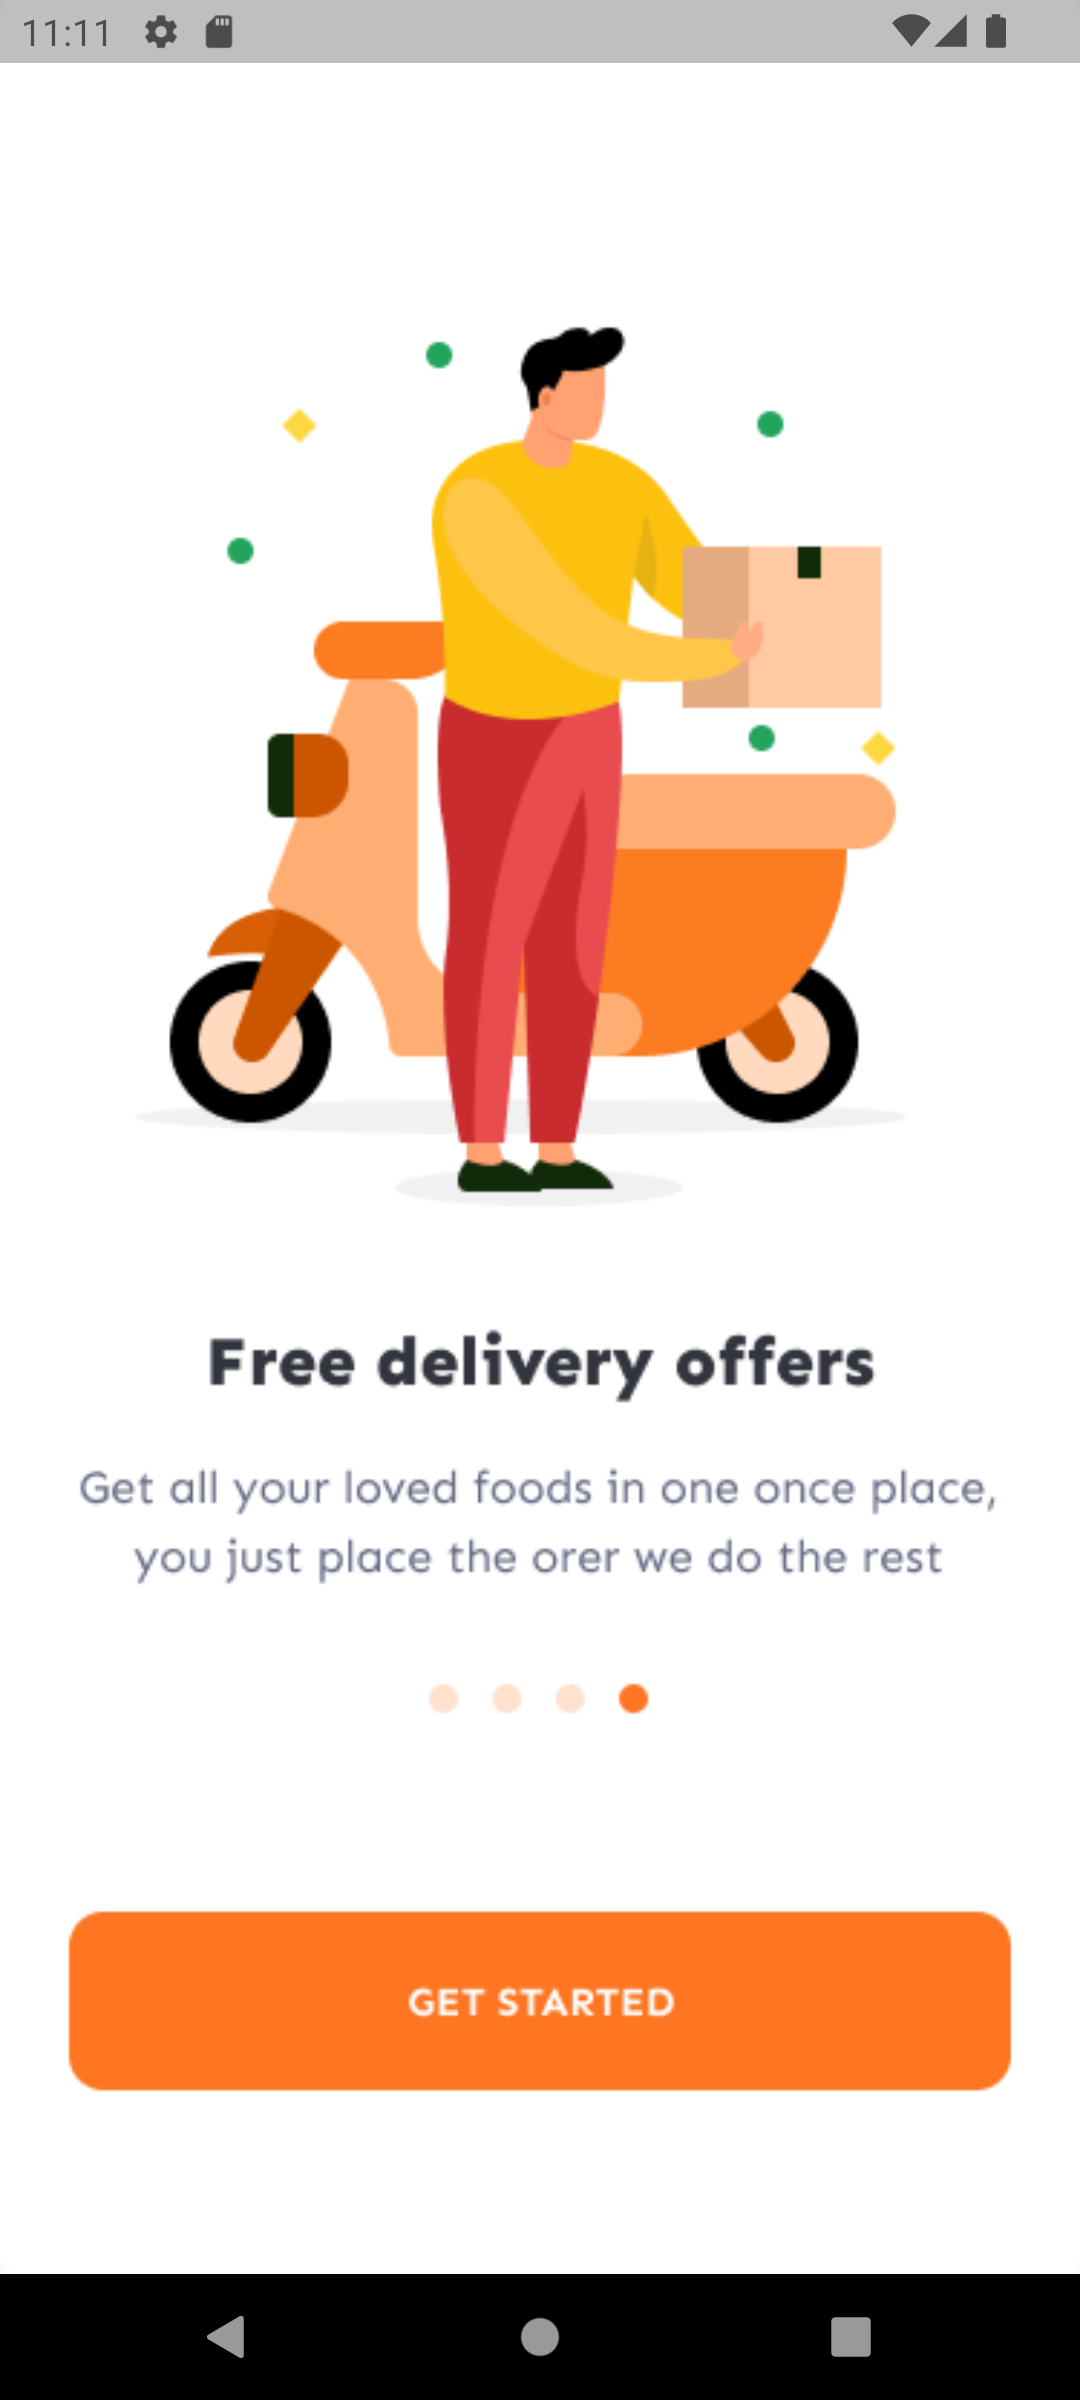 11:11
Free delivery offers
Get all your loved foods in one once place,
you just place the orer we do the rest
GET STARTED